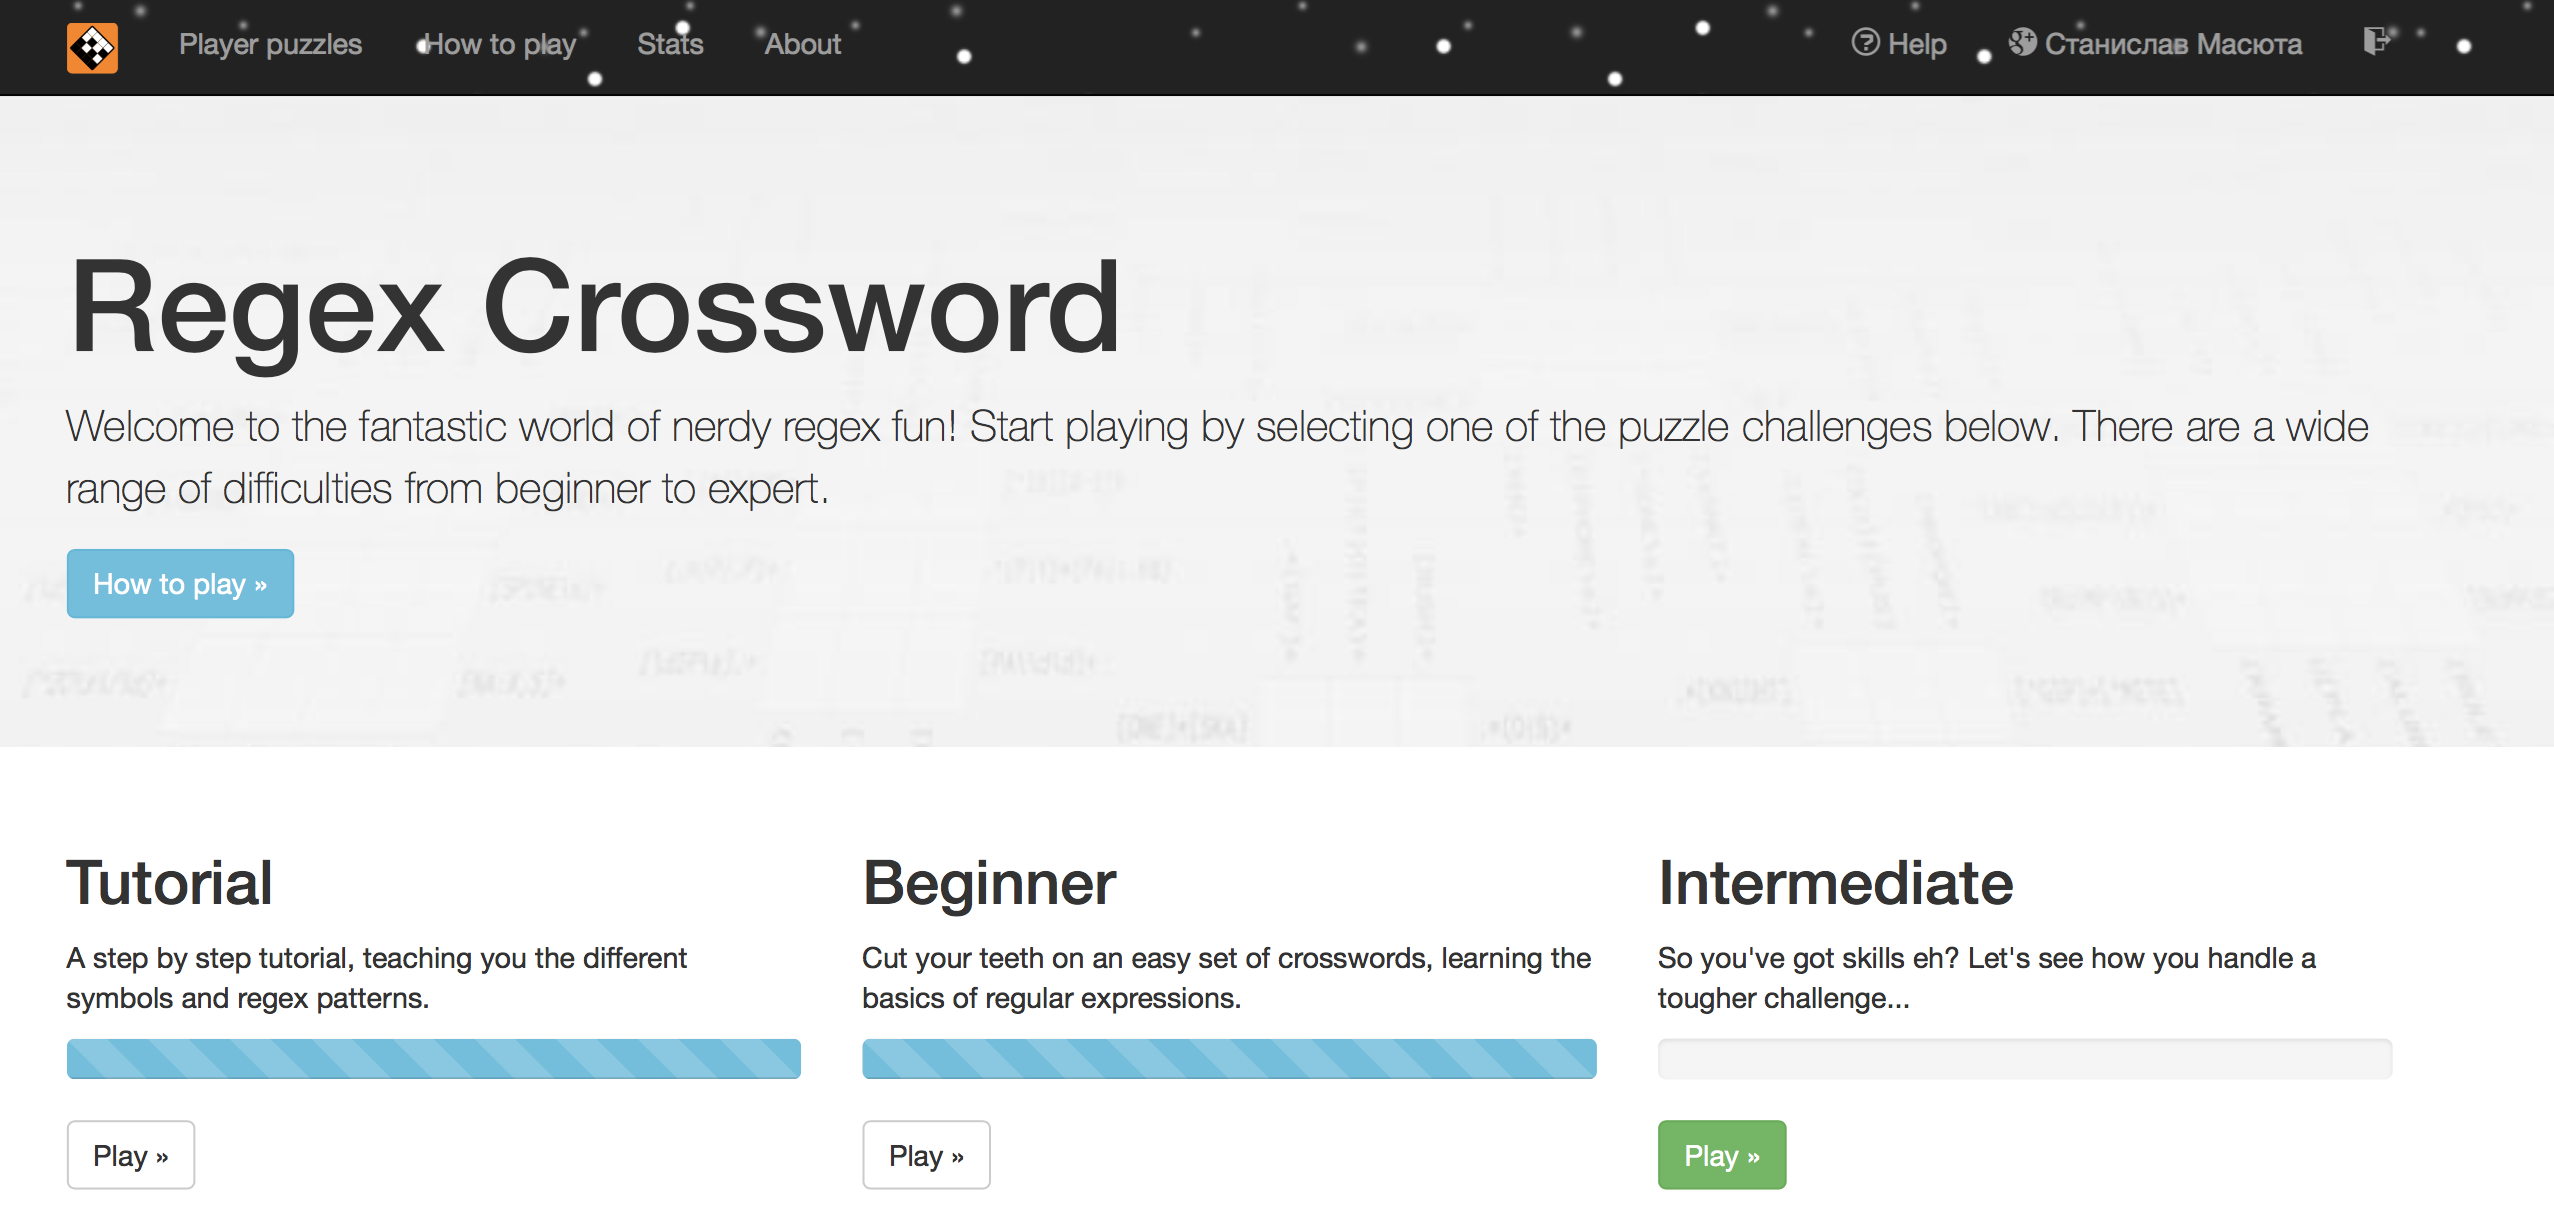 Player puzzles How to play Stats About Help Станислав Масюта
Regex Crossword
Welcome to the fantastic world of nerdy regex fun! Start playing by selecting one of the puzzle challenges below. There are a wide
range of difficulties from beginner to expert.
How to play »
Tutorial
A step by step tutorial, teaching you the different
symbols and regex patterns.
Play »
Beginner
Cut your teeth on an easy set of crosswords, learning the
basics of regular expressions.
Play »
Intermediate
So you've got skills eh? Let's see how you handle a
tougher challenge...
Play »